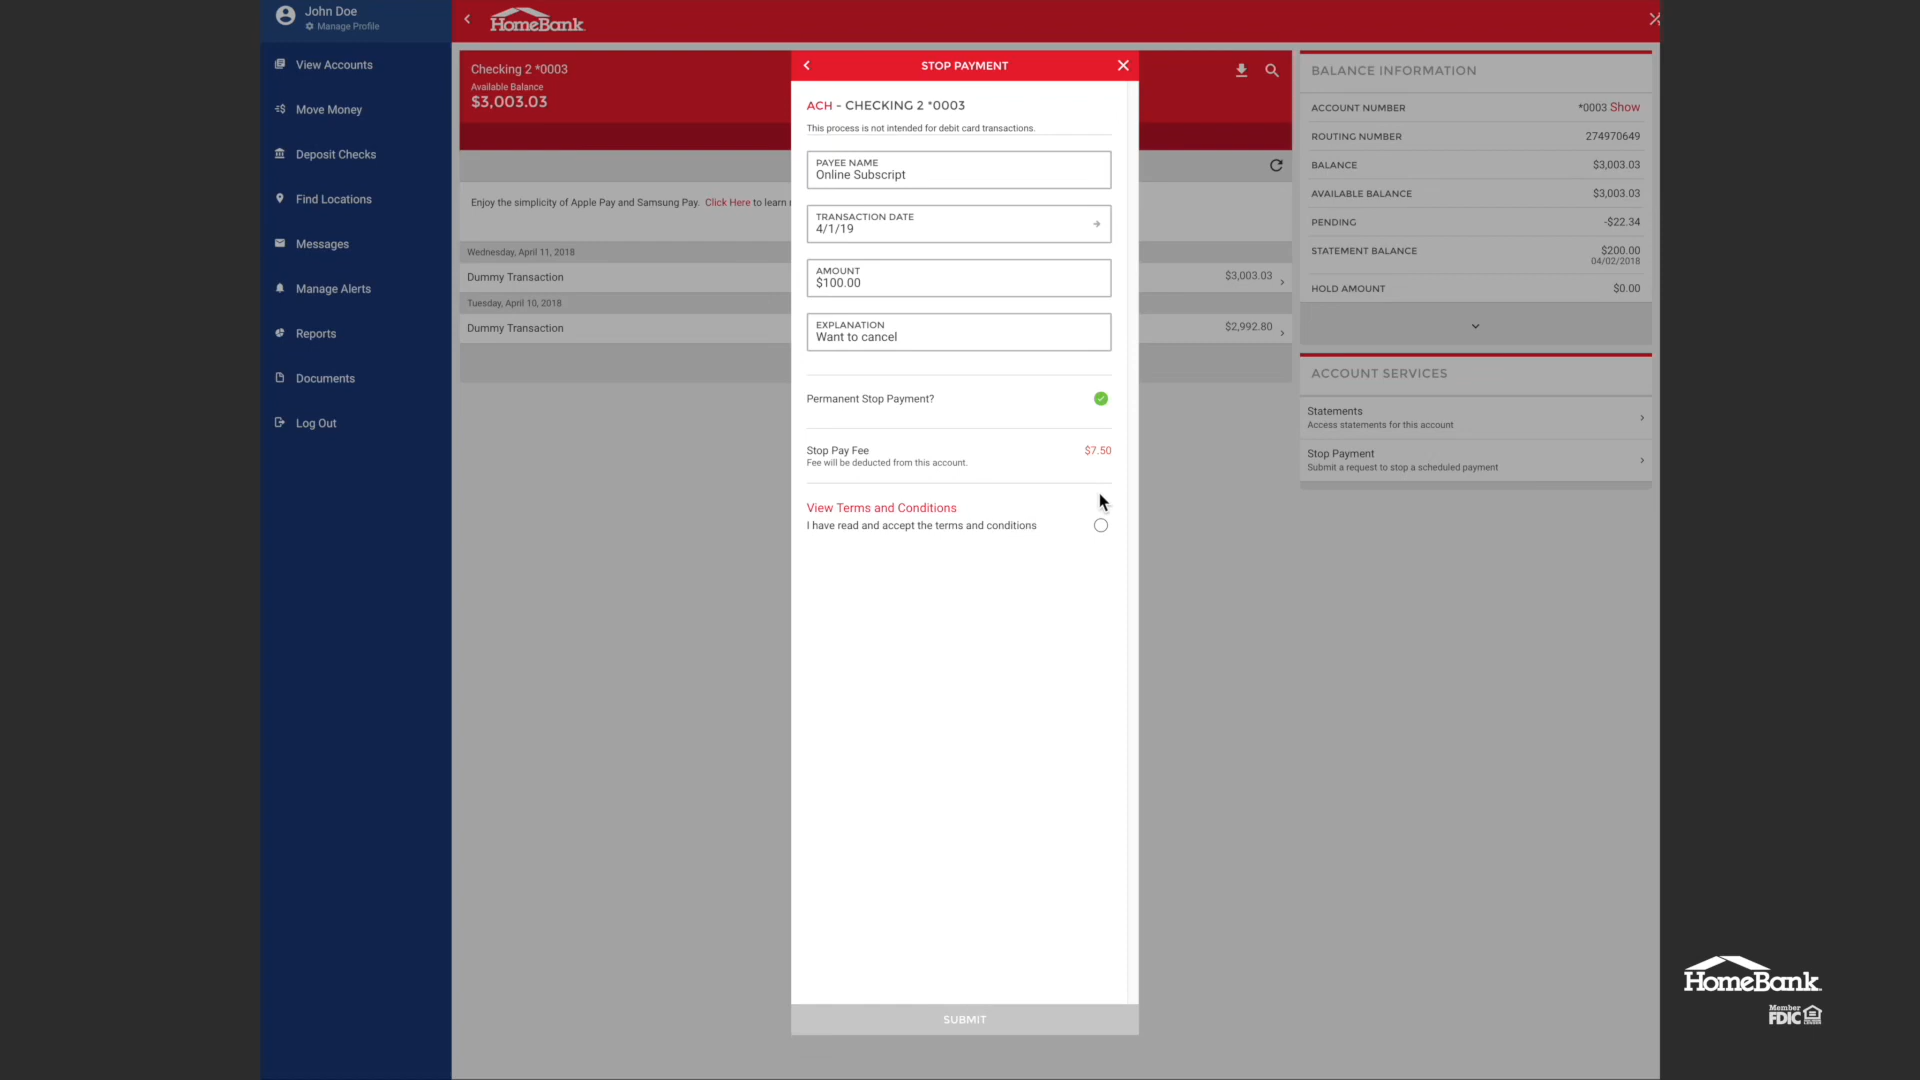 John Doe
Manage Profile
View Accounts
Move Money
Deposit Checks
Find Locations
Messages
Manage Alerts
Reports
Documents
Log Out
HomeBank
Checking 2 *0003
Available Balance
$3,003.03
Enjoy the simplicity of Apple Pay and Samsung Pay. Click Here to learn
Wednesday, April 11, 2018
Dummy Transaction
$3,003.03
Tuesday, April 10, 2018
Dummy Transaction
$2,992.80
STOP PAYMENT
ACH - CHECKING 2 *0003
This process is not intended for debit card transactions.
PAYEE NAME
Online Subscript
TRANSACTION DATE
4/1/19
AMOUNT
$100.00
EXPLANATION
Want to cancel
Permanent Stop Payment?
Stop Pay Fee
$7.50
Fee will be deducted from this account.
View Terms and Conditions
I have read and accept the terms and conditions
SUBMIT
BALANCE INFORMATION
ACCOUNT NUMBER *0003 Show
ROUTING NUMBER 274970649
BALANCE $3,003.03
AVAILABLE BALANCE $3,003.03
PENDING -$22.34
STATEMENT BALANCE $200.00
04/02/2018
HOLD AMOUNT $0.00
ACCOUNT SERVICES
Statements
Access statements for this account
Stop Payment
Submit a request to stop a scheduled payment
HomeBank
Member
FDIC